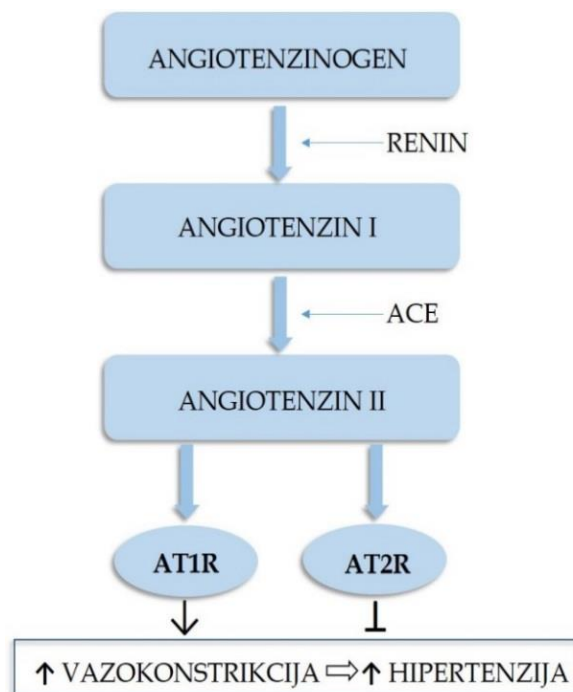 ANGIOTENZINOGEN
RENIN
ANGIOTENZIN I
ACE
ANGIOTENZIN II
AT1R
AT2R
↑ VAZOKONSTRIKCIJA ⇨ ↑ HIPERTENZIJA